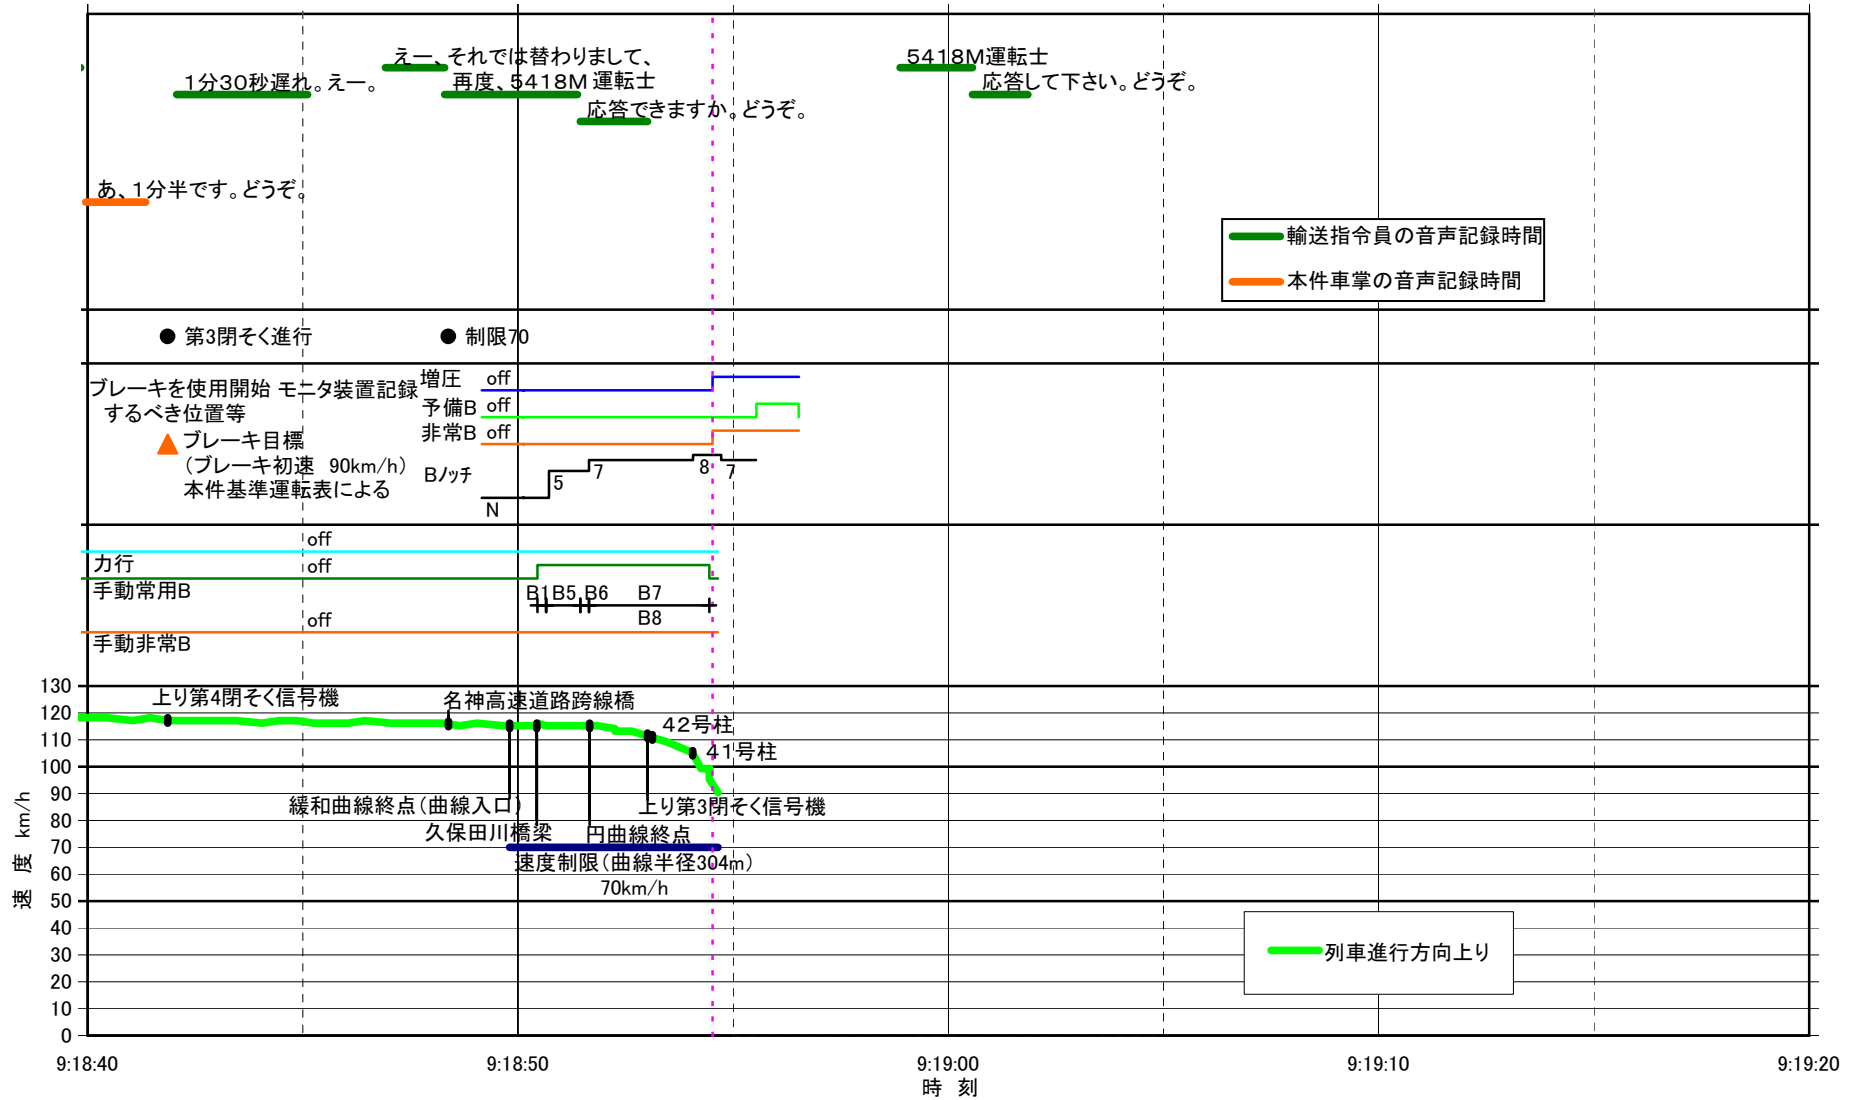 えー、それでは替わりまして、
5418M運転士
1分30秒遅れ。えー。
再度、5418M 運転士
応答して下さい。どうぞ。
応答できますか。どうぞ。
あ、1分半です。どうぞ。
輸送指令員の音声記録時間
本件車掌の音声記録時間
第3閉そく進行
制限70
ブレーキを使用開始
するべき位置等
モニタ装置記録
増圧 off
予備B off
非常B off
ブレーキ目標
(ブレーキ初速 90km/h)
本件基準運転表による
Bノッチ
N
5
7
8
7
off
力行
off
手動常用B
B1 B5 B6 B7
B8
off
手動非常B
上り第4閉そく信号機
名神高速道路跨線橋
42号柱
41号柱
緩和曲線終点(曲線入口)
上り第3閉そく信号機
久保田川橋梁
円曲線終点
速度制限(曲線半径304m)
70km/h
列車進行方向上り
130
120
110
100
90
80
70
60
50
40
30
20
10
0
速 度 km/h
9:18:40
9:18:50
9:19:00
9:19:10
9:19:20
時 刻